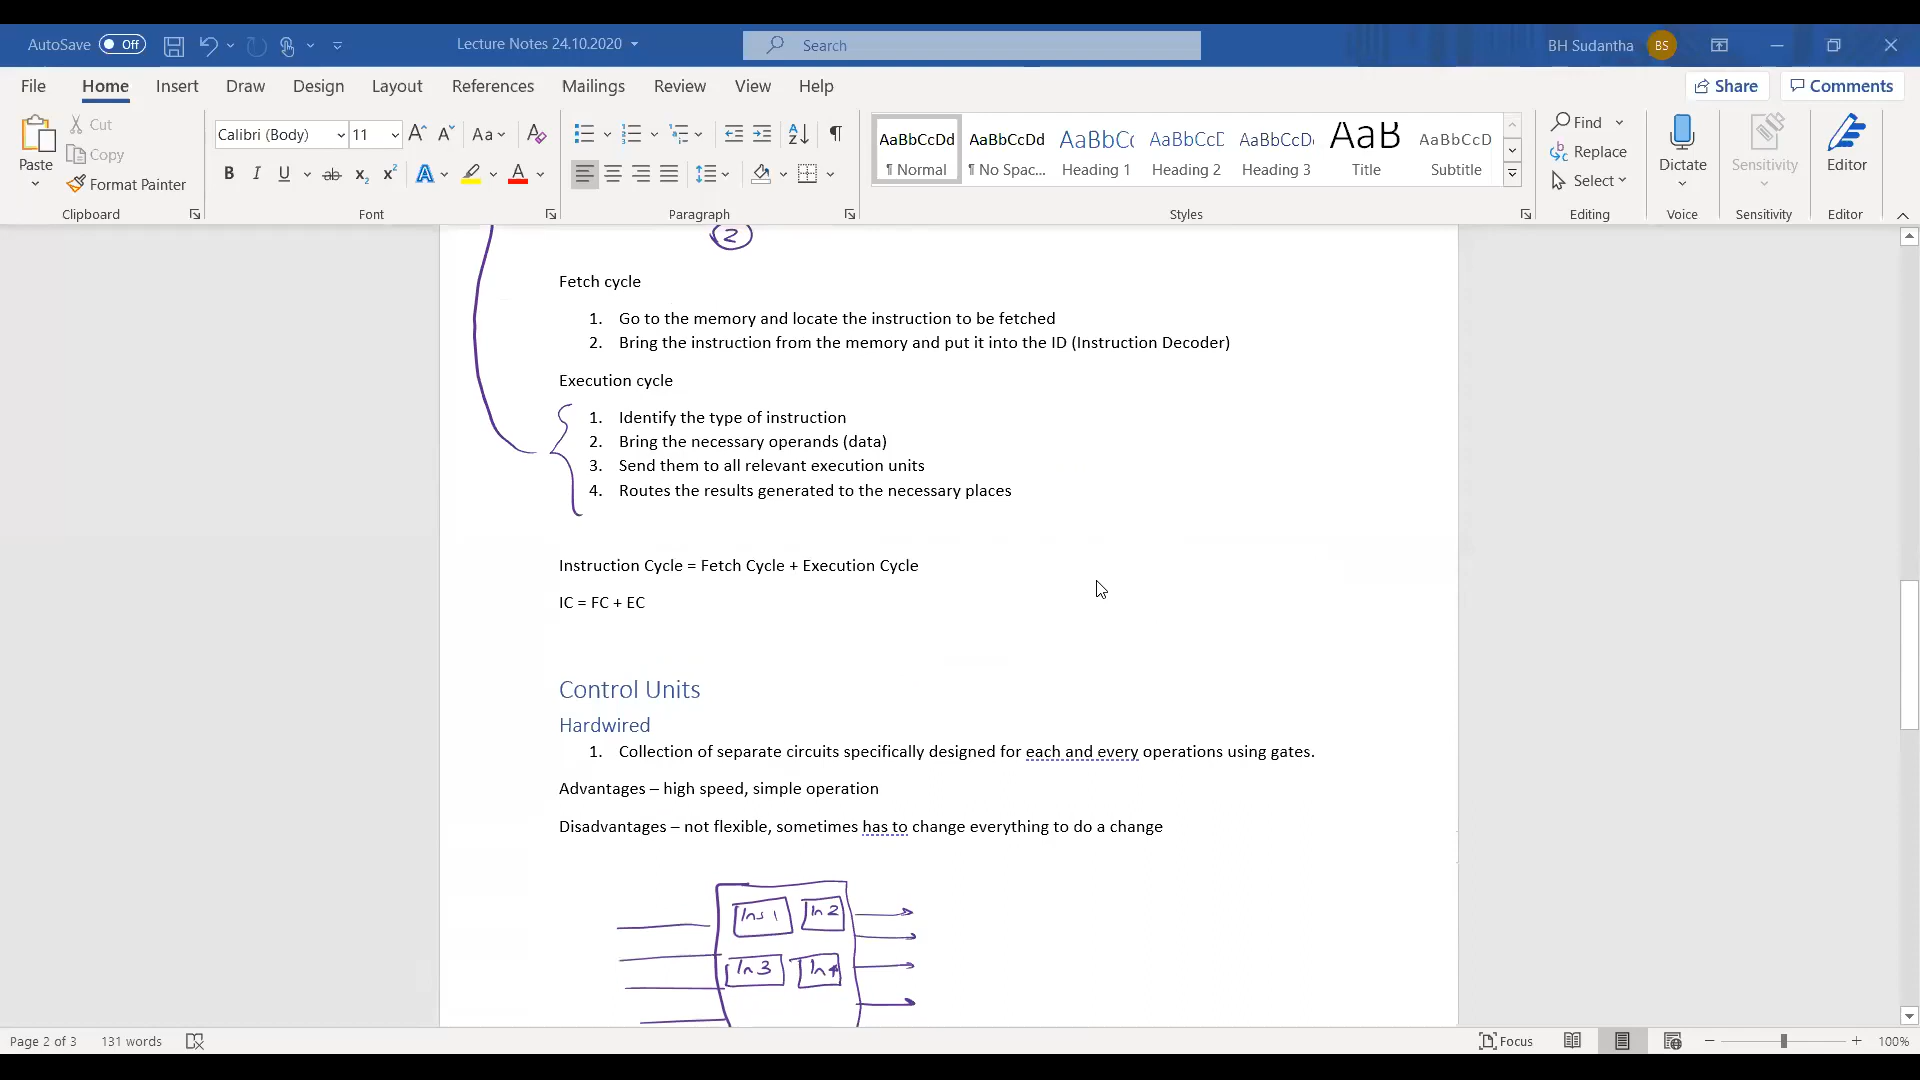 AutoSave Off Lecture Notes 24.10.2020 Search BH Sudantha BS
File Home Insert Draw Design Layout References Mailings Review View Help Share Comments
Paste Cut Copy Format Painter
Calibri (Body) 11 Aa
B I U ab x2 x2 A A
AaBbCcDd AaBbCcDd AaBbCc AaBbCcD AaBbCcDd AaB AaBbCcD
¶ Normal ¶ No Spac... Heading 1 Heading 2 Heading 3 Title Subtitle
Find Replace Select
Dictate Sensitivity Editor
Clipboard Font Paragraph Styles Editing Voice Sensitivity Editor
2
Fetch cycle
1. Go to the memory and locate the instruction to be fetched
2. Bring the instruction from the memory and put it into the ID (Instruction Decoder)
Execution cycle
1. Identify the type of instruction
2. Bring the necessary operands (data)
3. Send them to all relevant execution units
4. Routes the results generated to the necessary places
Instruction Cycle = Fetch Cycle + Execution Cycle
IC = FC + EC
Control Units
Hardwired
1. Collection of separate circuits specifically designed for each and every operations using gates.
Advantages – high speed, simple operation
Disadvantages – not flexible, sometimes has to change everything to do a change
Ins 1 In 2
In 3 In 4
Page 2 of 3 131 words Focus 100%